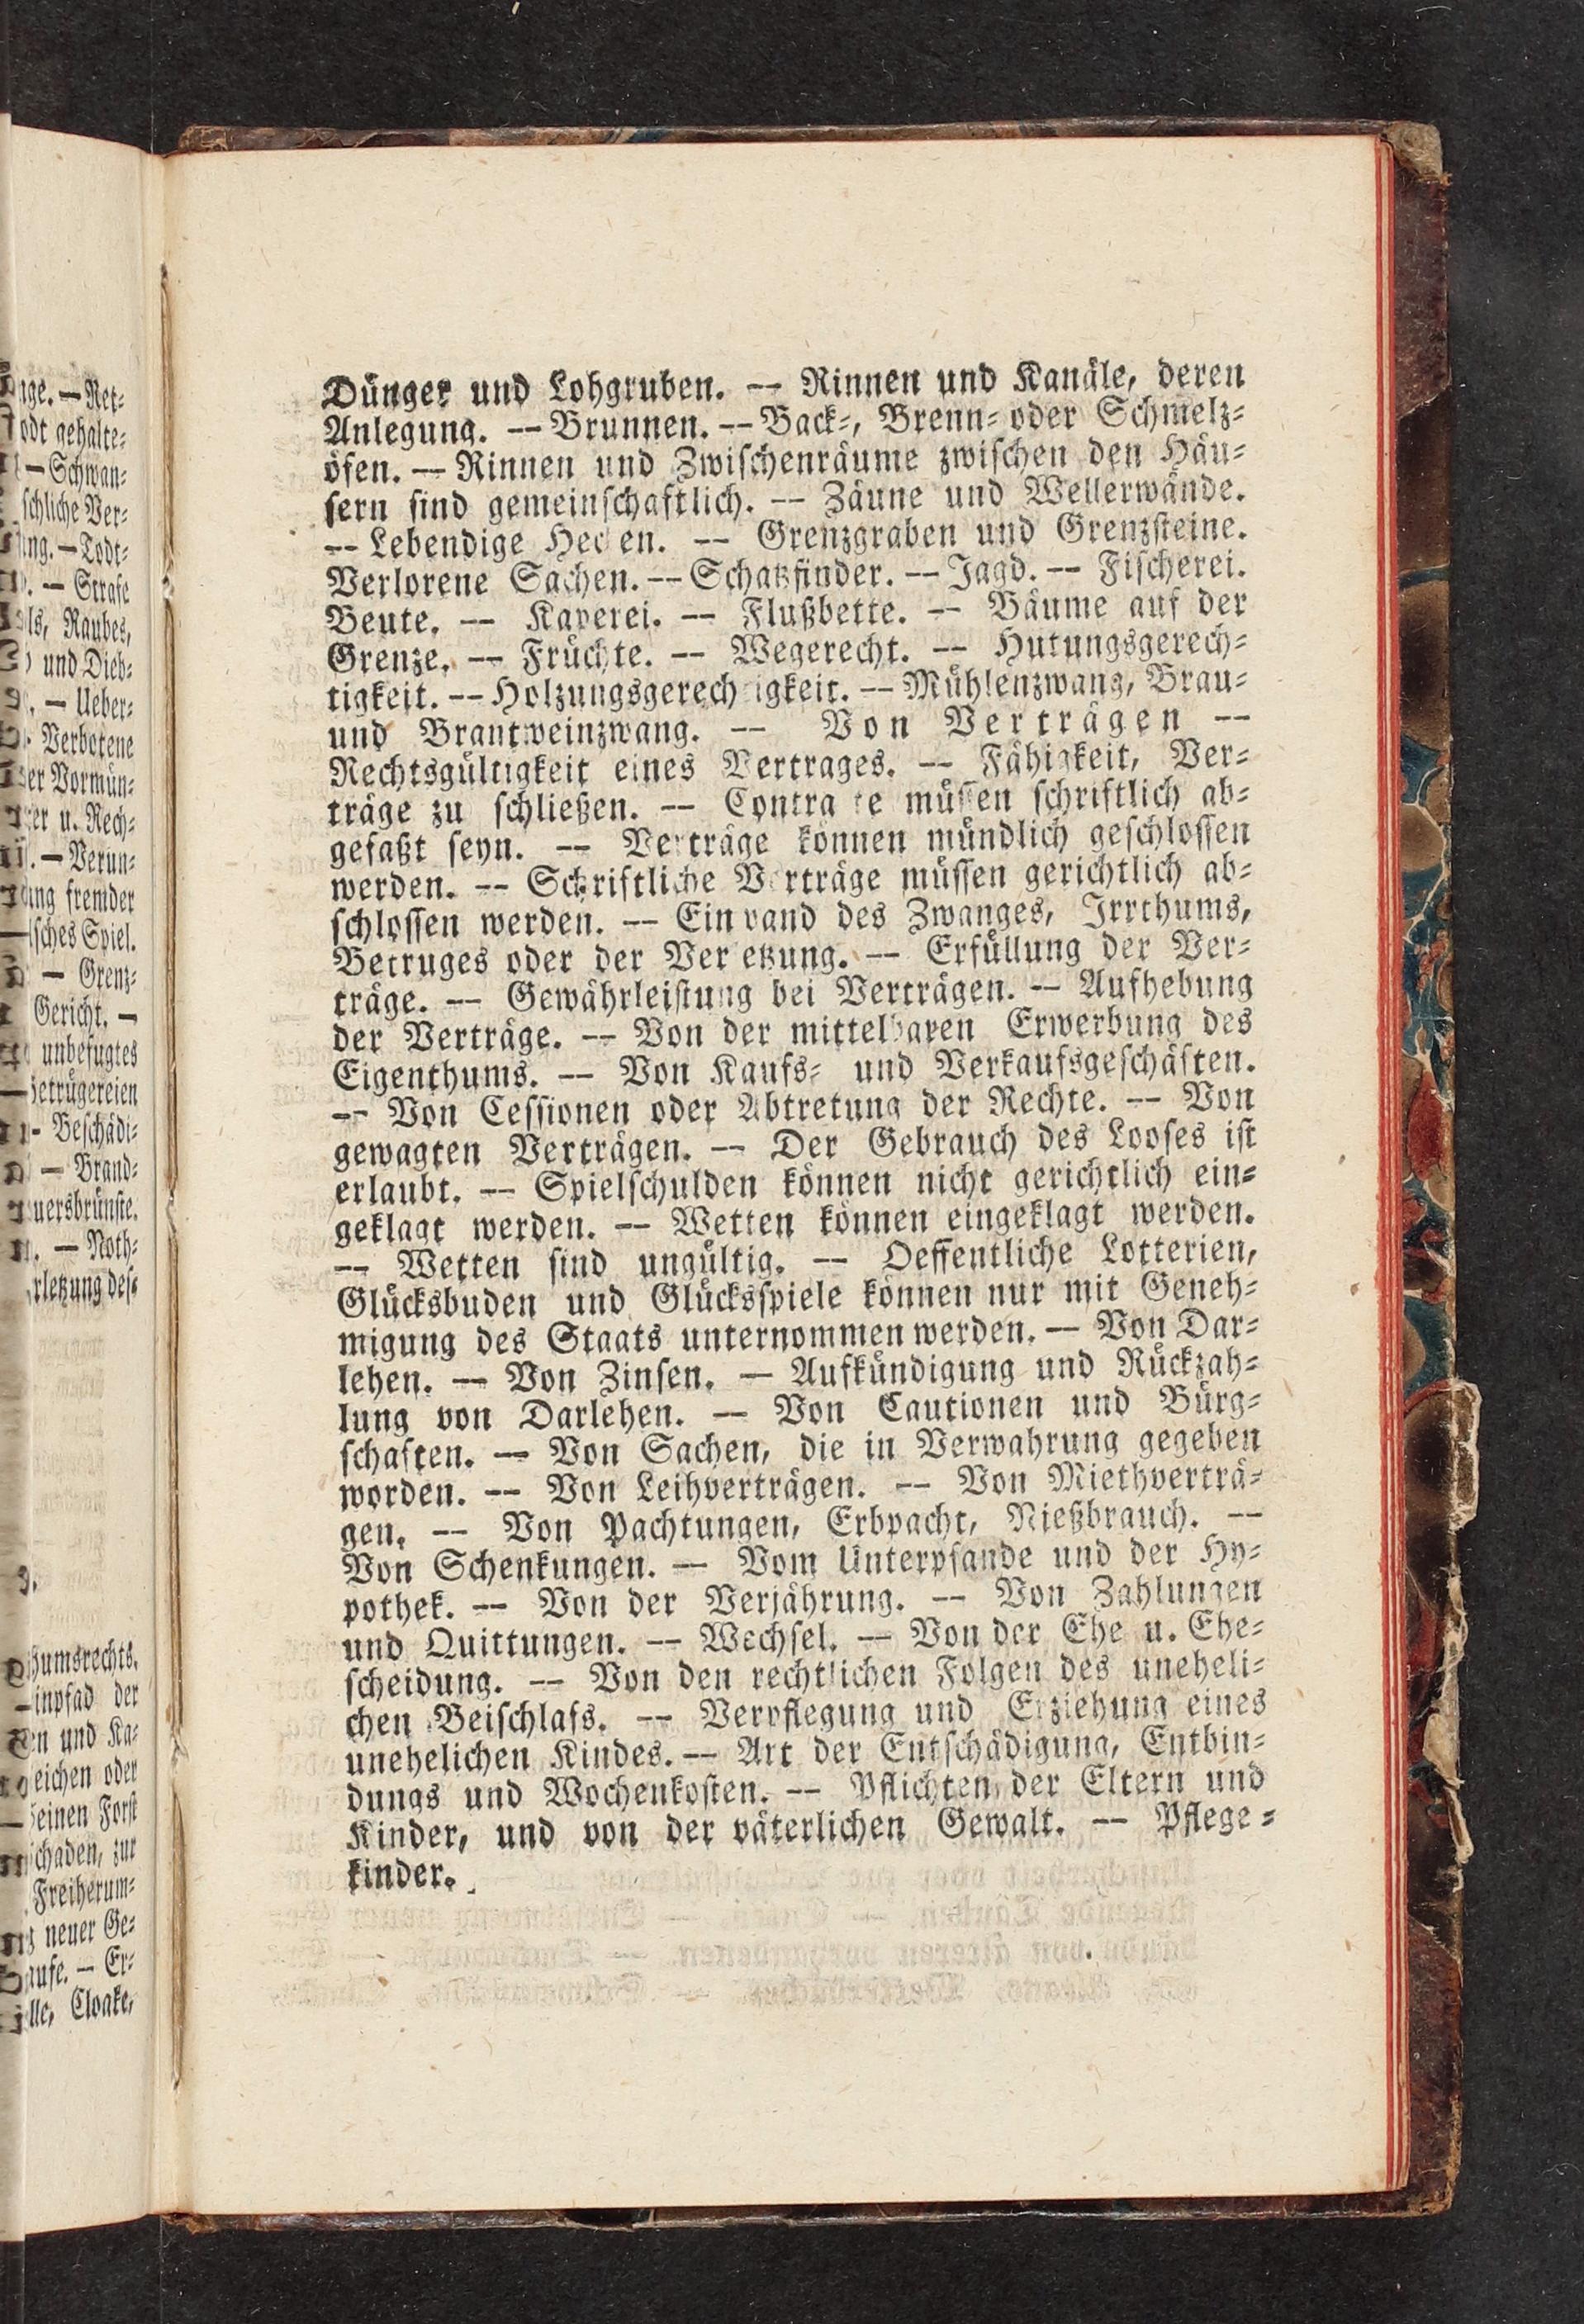 Dünger und Lohgruben. — Rinnen und Kanäle, deren
Anlegung. — Brunnen. — Back-, Brenn- oder Schmelz-
öfen. — Rinnen und Zwischenräume zwischen den Häu-
sern sind gemeinschaftlich. — Zäune und Wellerwände.
— Lebendige Hecken. — Grenzgraben und Grenzsteine.
Verlorene Sachen. — Schatzfinder. — Jagd. — Fischerei.
Beute. — Kaperei. — Flußbette. — Bäume auf der
Grenze. — Früchte. — Wegerecht. — Hutungsgerech-
tigkeit. — Holzungsgerechtigkeit. — Mühlenzwang, Brau-
und Brantweinzwang. — Von Verträgen —
Rechtsgültigkeit eines Vertrages. — Fähigkeit, Ver-
träge zu schließen. — Contracte müssen schriftlich ab-
gefaßt seyn. — Verträge können mündlich geschlossen
werden. — Schriftliche Verträge müssen gerichtlich ab-
schlossen werden. — Einwand des Zwanges, Irrthums,
Betruges oder der Verletzung. — Erfüllung der Ver-
träge. — Gewährleistung bei Verträgen. — Aufhebung
der Verträge. — Von der mittelbaren Erwerbung des
Eigenthums. — Von Kaufs- und Verkaufsgeschäften.
— Von Cessionen oder Abtretung der Rechte. — Von
gewagten Verträgen. — Der Gebrauch des Looses ist
erlaubt. — Spielschulden können nicht gerichtlich ein-
geklagt werden. — Wetten können eingeklagt werden.
— Wetten sind ungültig. — Oeffentliche Lotterien,
Glücksbuden und Glücksspiele können nur mit Geneh-
migung des Staats unternommen werden. — Von Dar-
lehen. — Von Zinsen. — Aufkündigung und Rückzah-
lung von Darlehen. — Von Cautionen und Bürg-
schaften. — Von Sachen, die in Verwahrung gegeben
worden. — Von Leihverträgen. — Von Miethverträ-
gen. — Von Pachtungen, Erbpacht, Nießbrauch. —
Von Schenkungen. — Vom Unterpfande und der Hy-
pothek. — Von der Verjährung. — Von Zahlungen
und Quittungen. — Wechsel. — Von der Ehe u. Ehe-
scheidung. — Von den rechtlichen Folgen des uneheli-
chen Beischlafs. — Verpflegung und Erziehung eines
unehelichen Kindes. — Art der Entschädigung, Entbin-
dungs und Wochenkosten. — Pflichten der Eltern und
Kinder, und von der väterlichen Gewalt. — Pflege-
kinder.